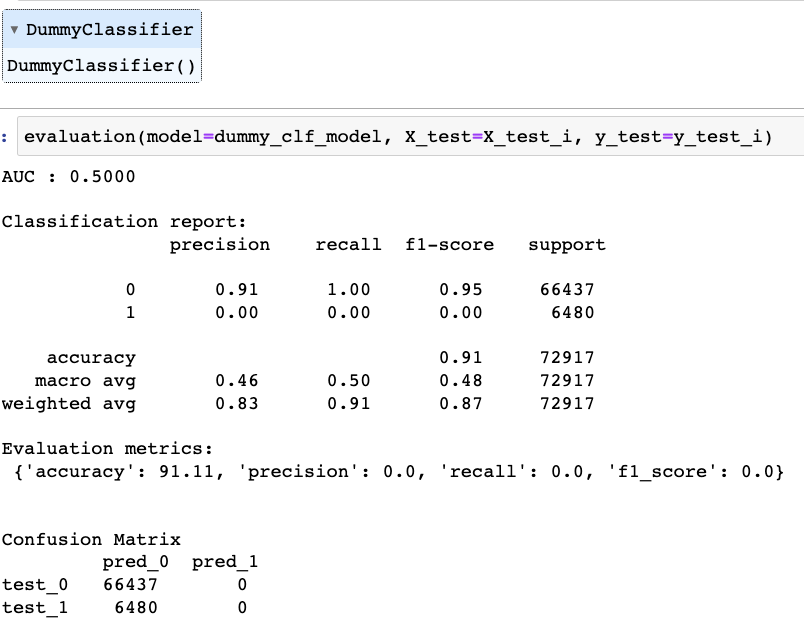 ▼ DummyClassifier
DummyClassifier()
: evaluation(model=dummy_clf_model, X_test=X_test_i, y_test=y_test_i)
AUC : 0.5000
Classification report:
precision recall f1-score support
0 0.91 1.00 0.95 66437
1 0.00 0.00 0.00 6480
accuracy 0.91 72917
macro avg 0.46 0.50 0.48 72917
weighted avg 0.83 0.91 0.87 72917
Evaluation metrics:
{'accuracy': 91.11, 'precision': 0.0, 'recall': 0.0, 'f1_score': 0.0}
Confusion Matrix
pred_0 pred_1
test_0 66437 0
test_1 6480 0